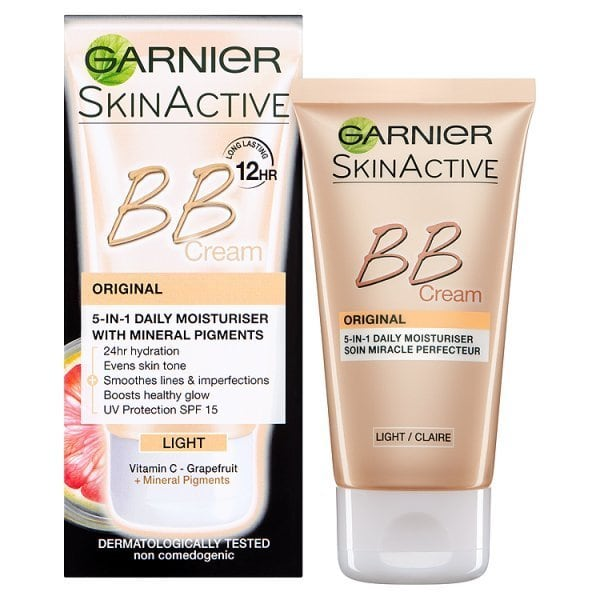 GARNIER
SKINACTIVE
LONG LASTING
12HR
BB
Cream
ORIGINAL
5-IN-1 DAILY MOISTURISER
WITH MINERAL PIGMENTS
24hr hydration
Evens skin tone
+ Smoothes lines & imperfections
Boosts healthy glow
UV Protection SPF 15
LIGHT
Vitamin C - Grapefruit
+ Mineral Pigments
DERMATOLOGICALLY TESTED
non comedogenic
GARNIER
SKINACTIVE
BB
Cream
ORIGINAL
5-IN-1 DAILY MOISTURISER
SOIN MIRACLE PERFECTEUR
LIGHT / CLAIRE